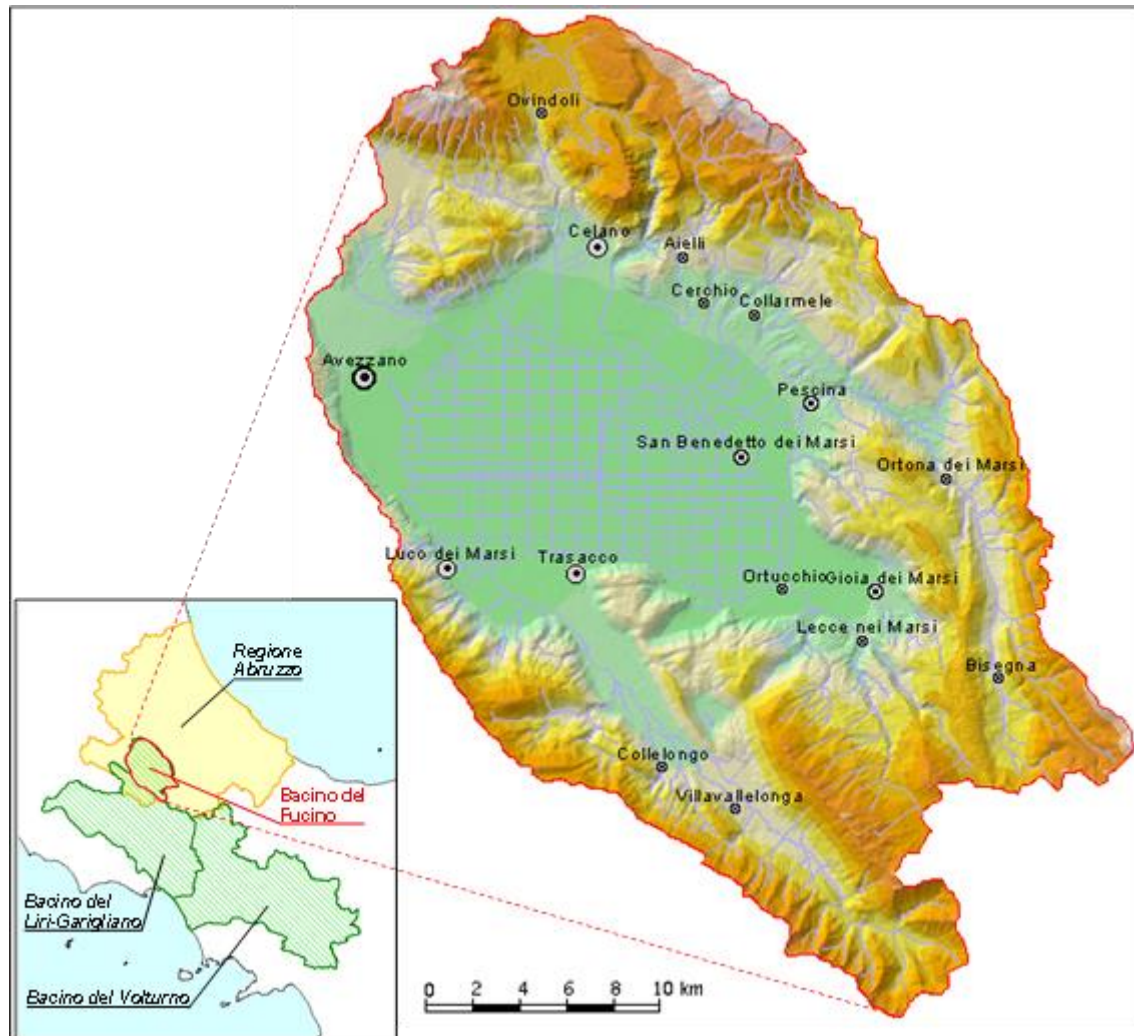 Ovindoli
Celano
Aielli
Cerchio
Collarmele
Avezzano
Pescina
San Benedetto dei Marsi
Ortona dei Marsi
Luco dei Marsi
Trasacco
Ortucchio
Gioia dei Marsi
Lecce nei Marsi
Bisegna
Collelongo
Villavallelonga
Regione
Abruzzo
Bacino del
Fucino
Bacino del
Liri-Garigliano
Bacino del Volturno
0 2 4 6 8 10 km